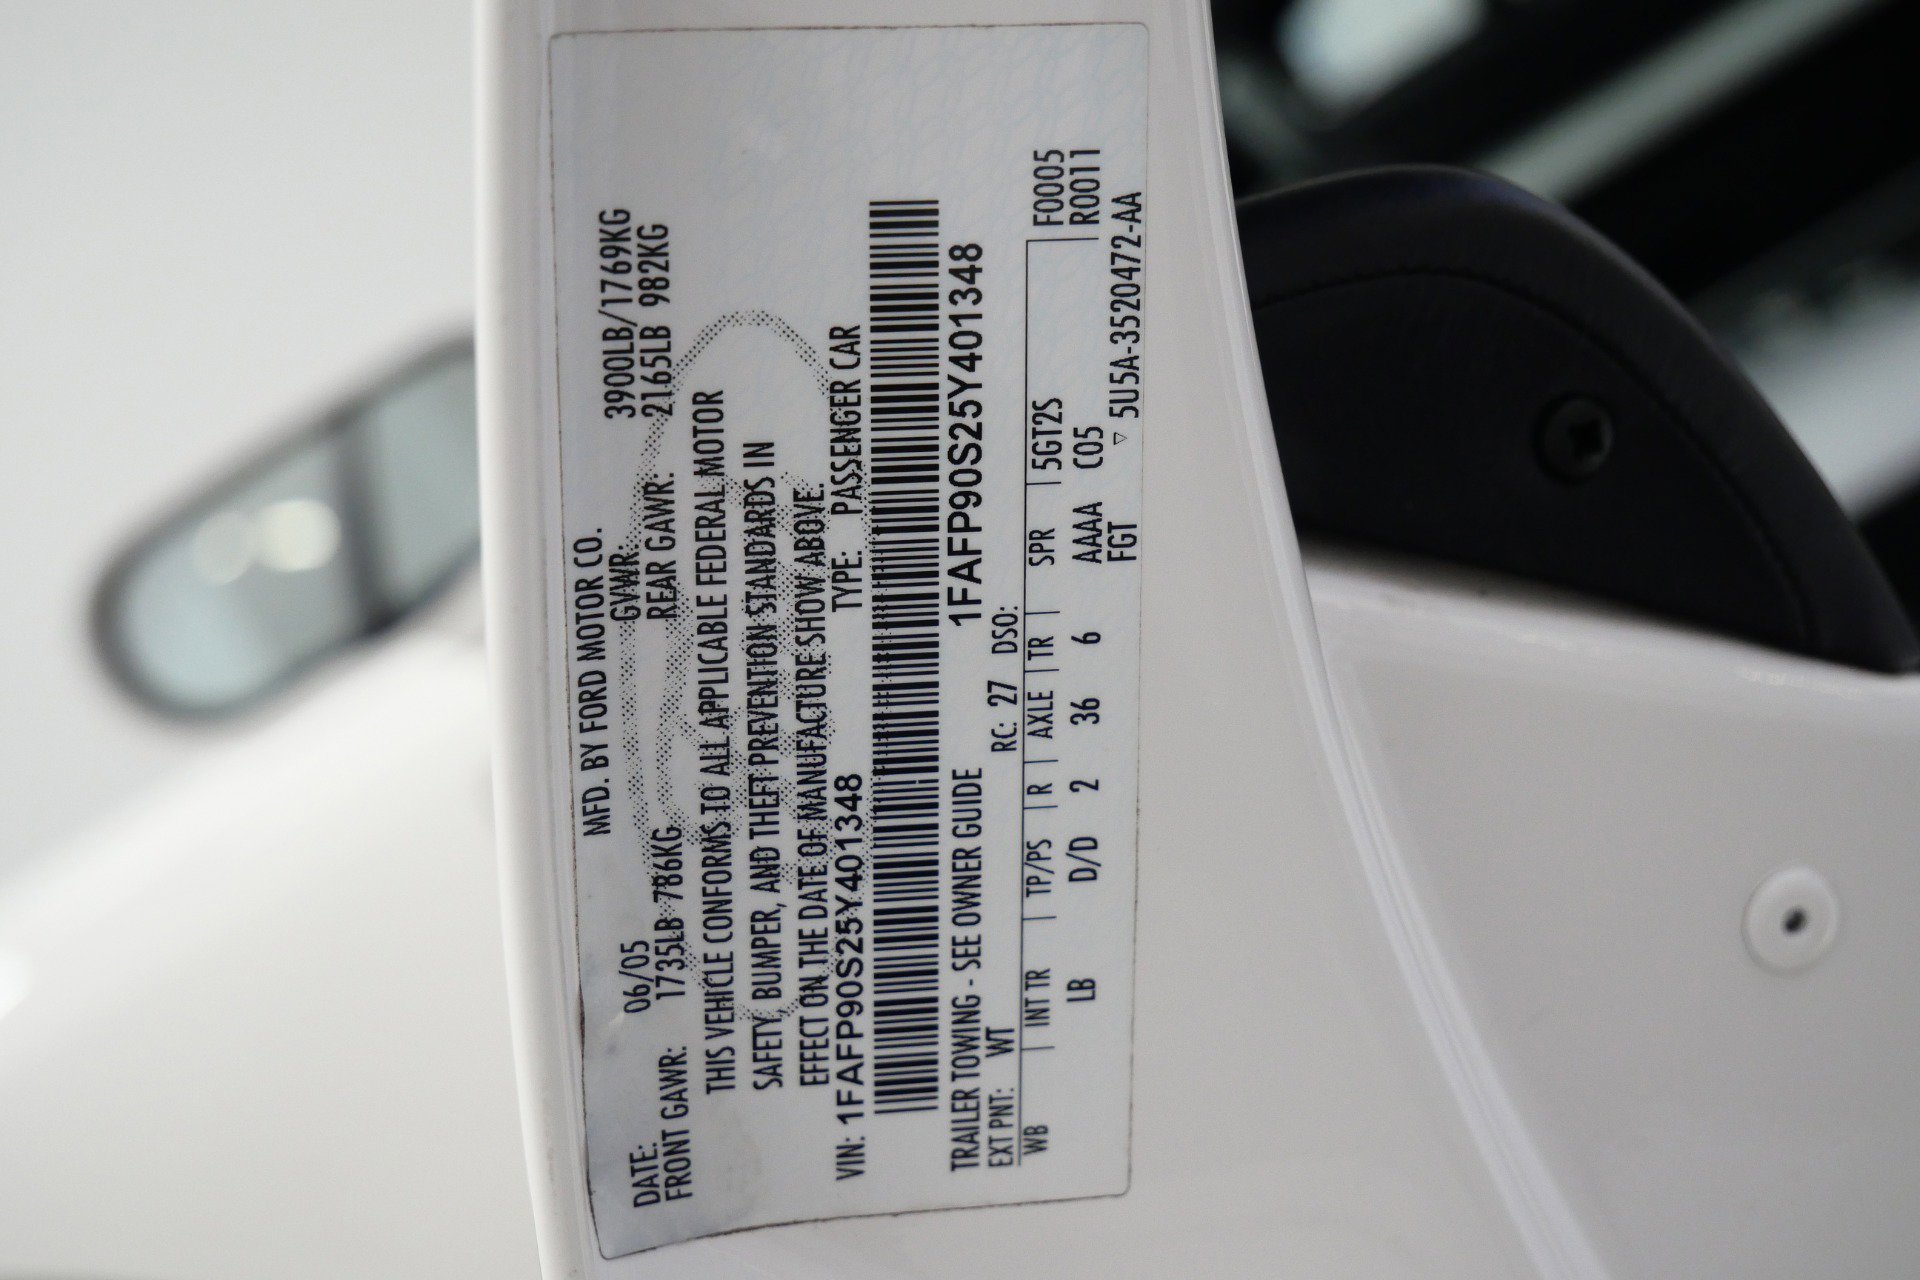 MFD. BY FORD MOTOR CO.
DATE: 06/05 GVWR: 3900LB/1769KG
FRONT GAWR: 1735LB 786KG REAR GAWR: 2165LB 982KG
THIS VEHICLE CONFORMS TO ALL APPLICABLE FEDERAL MOTOR
SAFETY, BUMPER, AND THEFT PREVENTION STANDARDS IN
EFFECT ON THE DATE OF MANUFACTURE SHOW ABOVE.
VIN: 1FAFP90S25Y401348 TYPE: PASSENGER CAR
1FAFP90S25Y401348
TRAILER TOWING - SEE OWNER GUIDE
EXT PNT: WT RC: 27 DSO:
WB | INT TR | TP/PS | R | AXLE | TR | SPR | 5GT2S F0005
LB D/D 2 36 6 AAAA C05 R0011
FGT ▽ 5U5A-3520472-AA